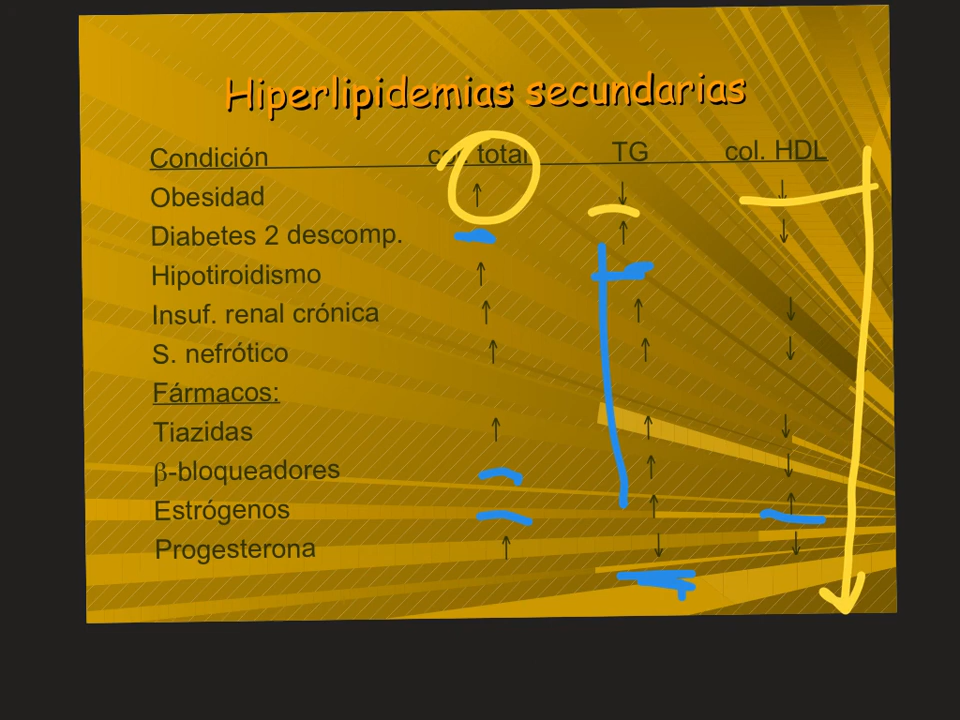 Hiperlipidemias secundarias
Condición col. total TG col. HDL
Obesidad ↑ ↓ ↓
Diabetes 2 descomp. ↑ ↓
Hipotiroidismo ↑
Insuf. renal crónica ↑ ↑ ↓
S. nefrótico ↑ ↑ ↓
Fármacos:
Tiazidas ↑ ↑ ↓
β-bloqueadores ↑ ↓
Estrógenos ↑ ↑
Progesterona ↑ ↓ ↓